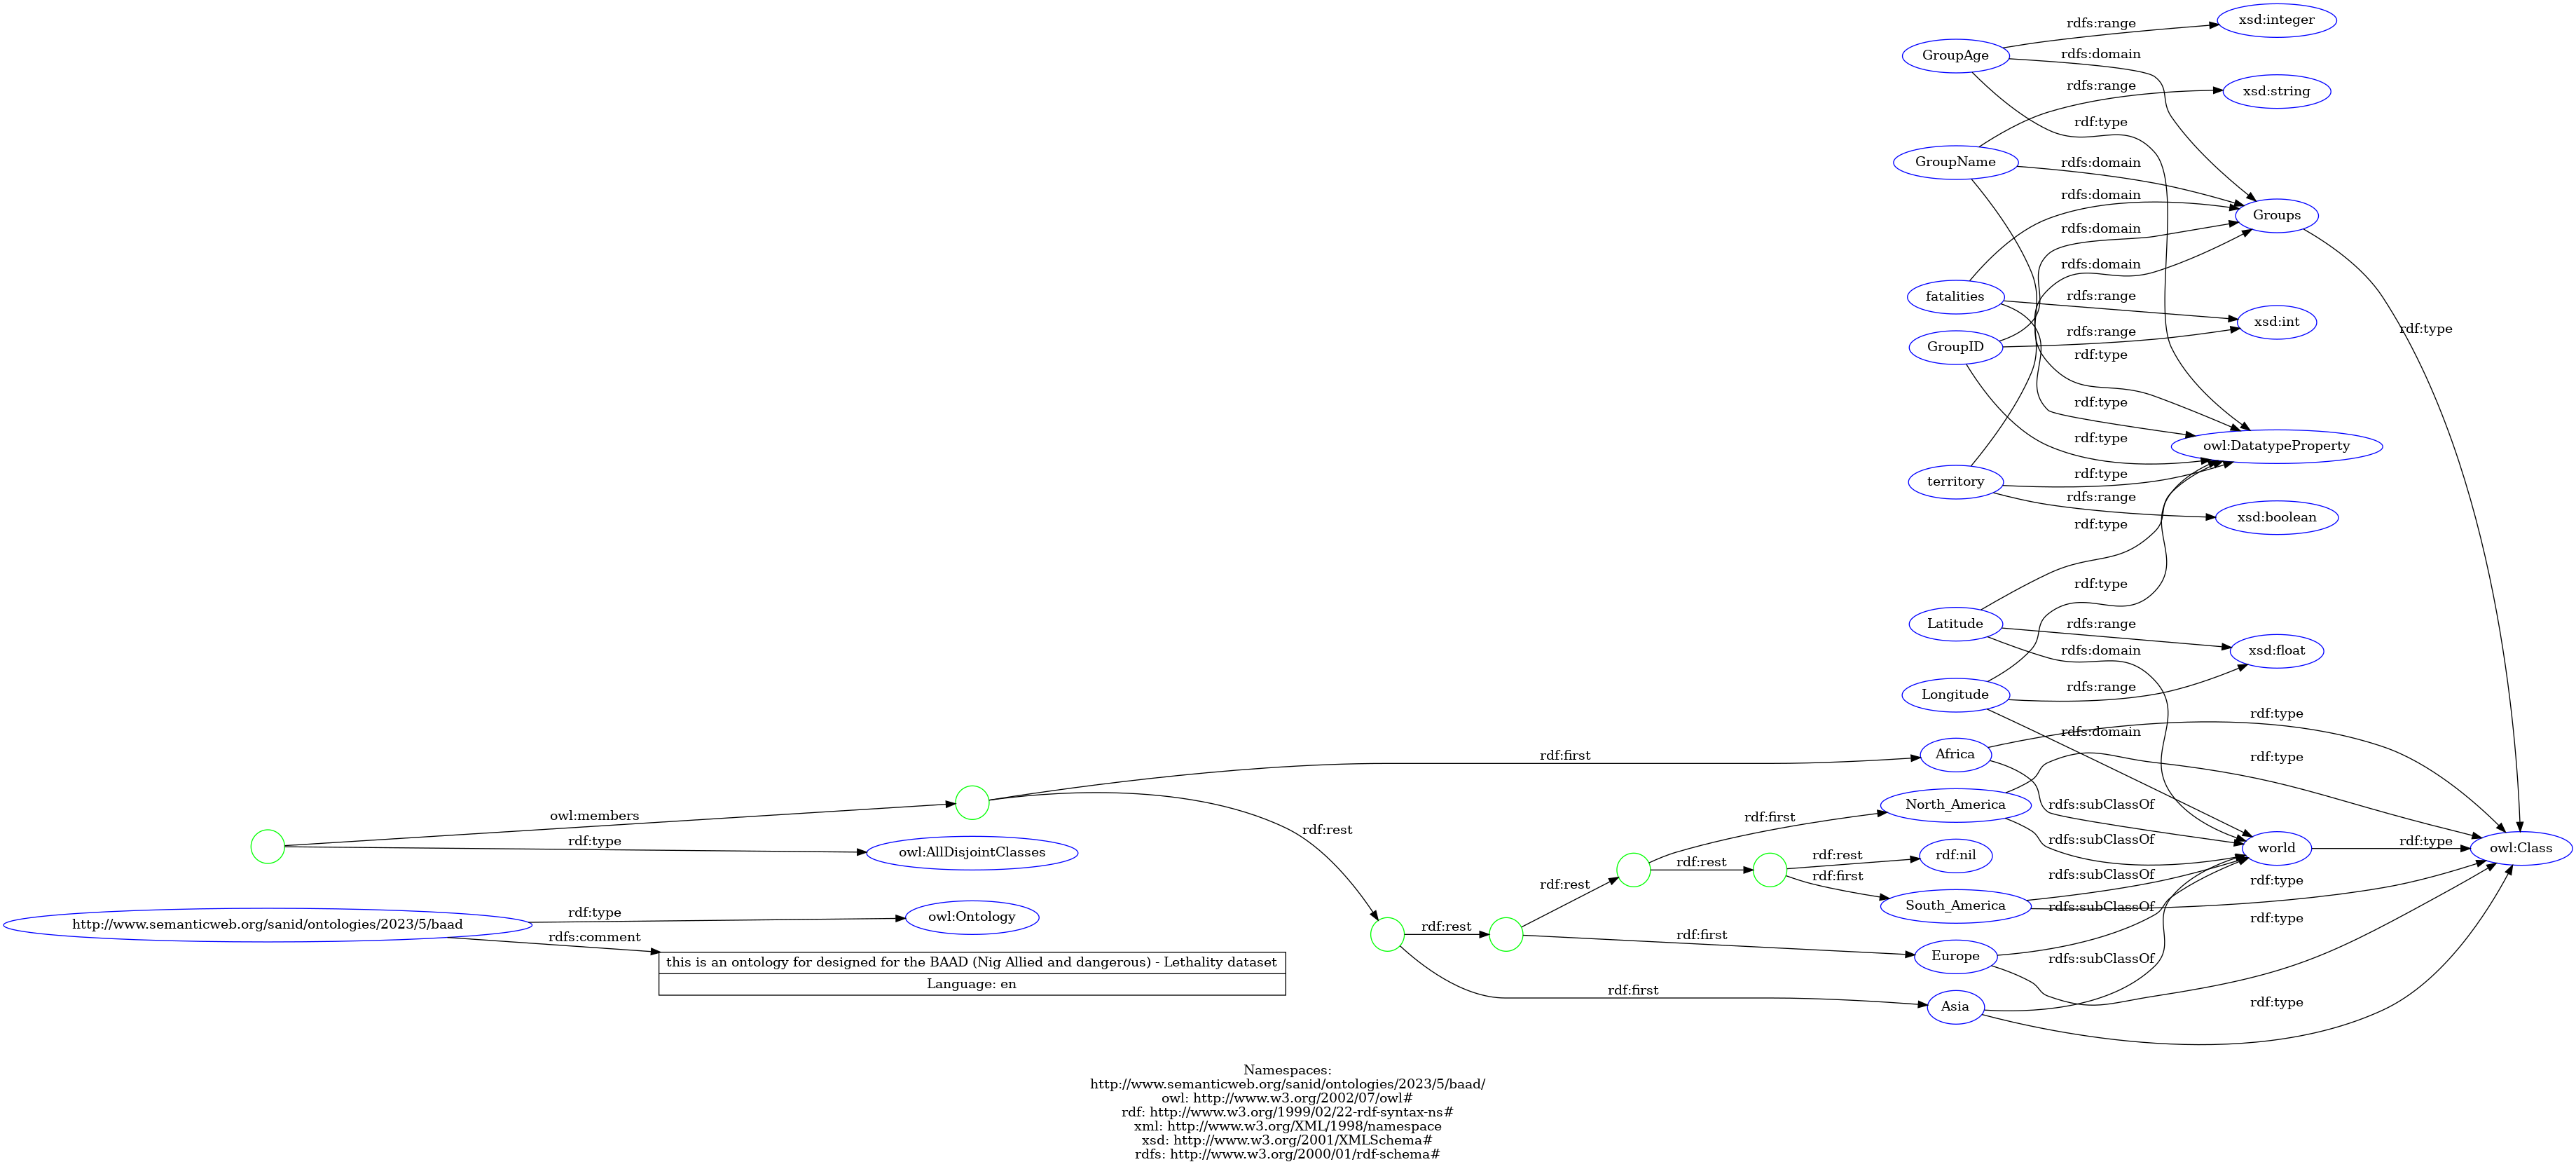 rdfs:range
xsd:integer
GroupAge
rdfs:domain
rdfs:range
xsd:string
rdf:type
GroupName
rdfs:domain
rdfs:domain
Groups
rdfs:domain
rdfs:domain
fatalities
rdfs:range
xsd:int
rdf:type
rdfs:range
GroupID
rdf:type
rdf:type
rdf:type
owl:DatatypeProperty
rdf:type
territory
rdfs:range
xsd:boolean
rdf:type
rdf:type
Latitude
rdfs:range
rdfs:domain
xsd:float
rdfs:range
Longitude
rdf:type
rdfs:domain
rdf:first
Africa
rdf:type
rdfs:subClassOf
North_America
owl:members
rdf:first
rdf:rest
rdf:type
owl:AllDisjointClasses
rdfs:subClassOf
world
rdf:type
owl:Class
rdf:rest
rdf:rest
rdf:nil
rdf:rest
rdf:first
rdfs:subClassOf
rdf:type
South_America
rdfs:subClassOf
rdf:type
http://www.semanticweb.org/sanid/ontologies/2023/5/baad
rdf:type
owl:Ontology
rdfs:comment
rdf:rest
rdf:first
Europe
rdfs:subClassOf
this is an ontology for designed for the BAAD (Nig Allied and dangerous) - Lethality dataset
Language: en
rdf:first
Asia
rdf:type
Namespaces:
http://www.semanticweb.org/sanid/ontologies/2023/5/baad/
owl: http://www.w3.org/2002/07/owl#
rdf: http://www.w3.org/1999/02/22-rdf-syntax-ns#
xml: http://www.w3.org/XML/1998/namespace
xsd: http://www.w3.org/2001/XMLSchema#
rdfs: http://www.w3.org/2000/01/rdf-schema#